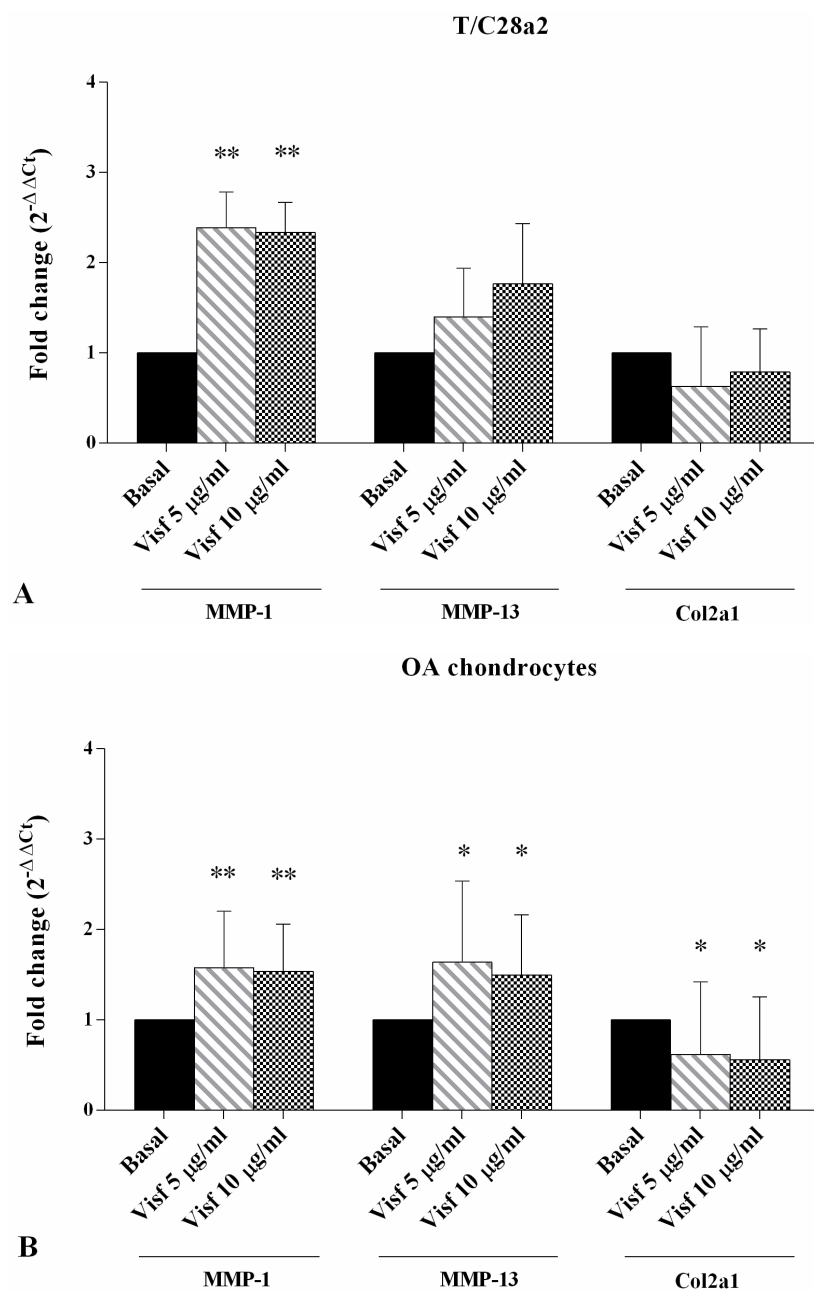 T/C28a2
Fold change (2-Δ ΔCt)
4
3
2
1
0
** **
Basal
Visf 5 µg/ml
Visf 10 µg/ml
Basal
Visf 5 µg/ml
Visf 10 µg/ml
Basal
Visf 5 µg/ml
Visf 10 µg/ml
A
MMP-1 MMP-13 Col2a1
OA chondrocytes
Fold change (2-Δ ΔCt)
4
3
2
1
0
** ** * * * *
Basal
Visf 5 µg/ml
Visf 10 µg/ml
Basal
Visf 5 µg/ml
Visf 10 µg/ml
Basal
Visf 5 µg/ml
Visf 10 µg/ml
B
MMP-1 MMP-13 Col2a1